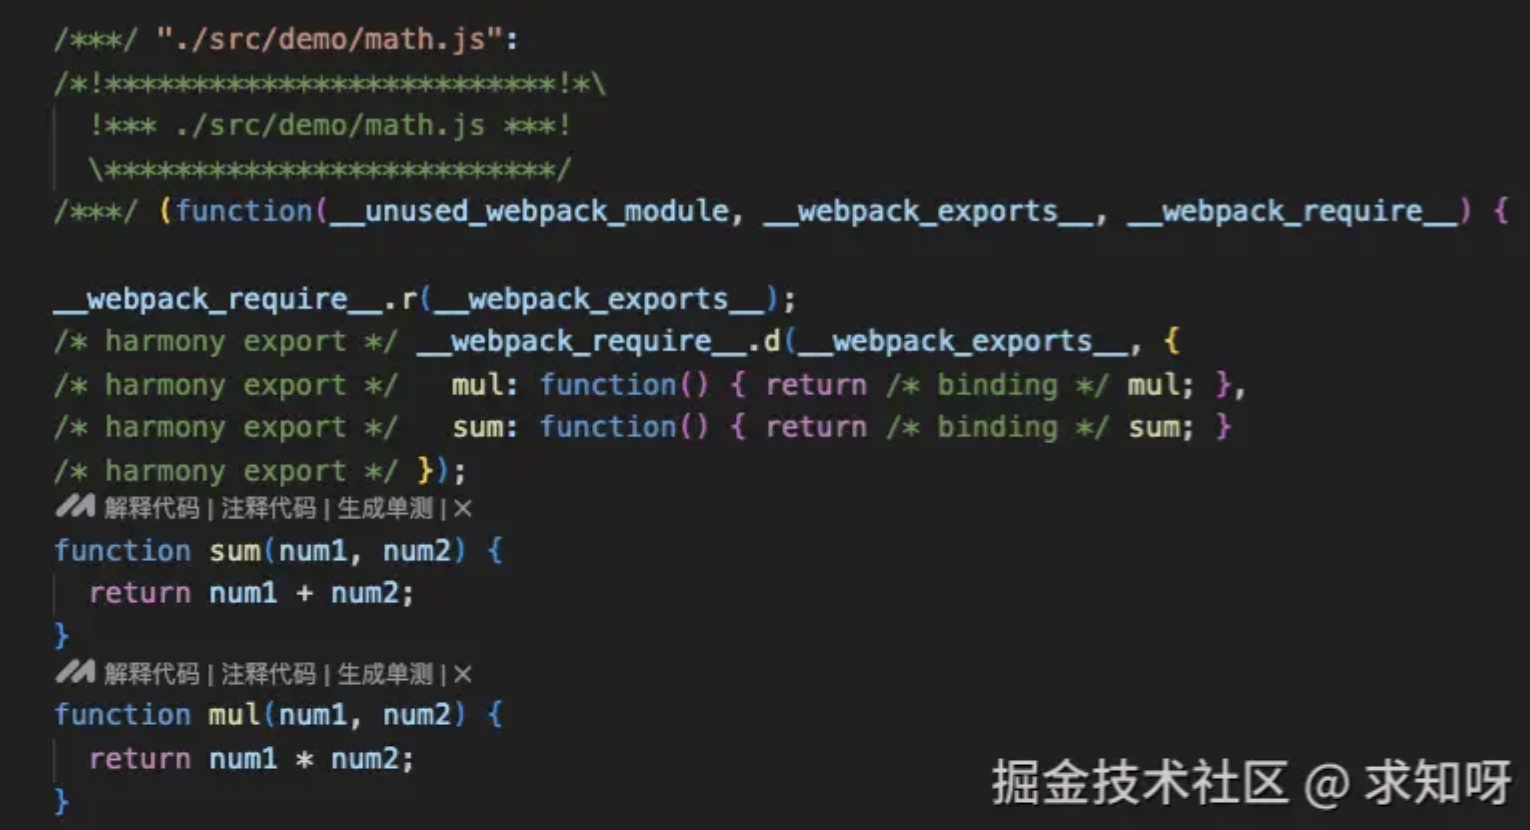 /***/ "./src/demo/math.js":
/*!**************************!*\
  !*** ./src/demo/math.js ***!
  \**************************/
/***/ (function(__unused_webpack_module, __webpack_exports__, __webpack_require__) {
__webpack_require__.r(__webpack_exports__);
/* harmony export */ __webpack_require__.d(__webpack_exports__, {
/* harmony export */   mul: function() { return /* binding */ mul; },
/* harmony export */   sum: function() { return /* binding */ sum; }
/* harmony export */ });
解释代码 | 注释代码 | 生成单测 | ×
function sum(num1, num2) {
  return num1 + num2;
}
解释代码 | 注释代码 | 生成单测 | ×
function mul(num1, num2) {
  return num1 * num2;
}
掘金技术社区 @ 求知呀